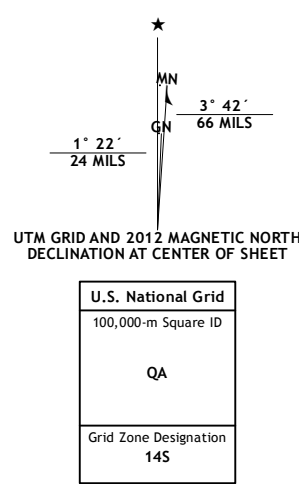 ★
MN
3° 42´
66 MILS
GN
1° 22´
24 MILS
UTM GRID AND 2012 MAGNETIC NORTH
DECLINATION AT CENTER OF SHEET
U.S. National Grid
100,000-m Square ID
QA
Grid Zone Designation
14S